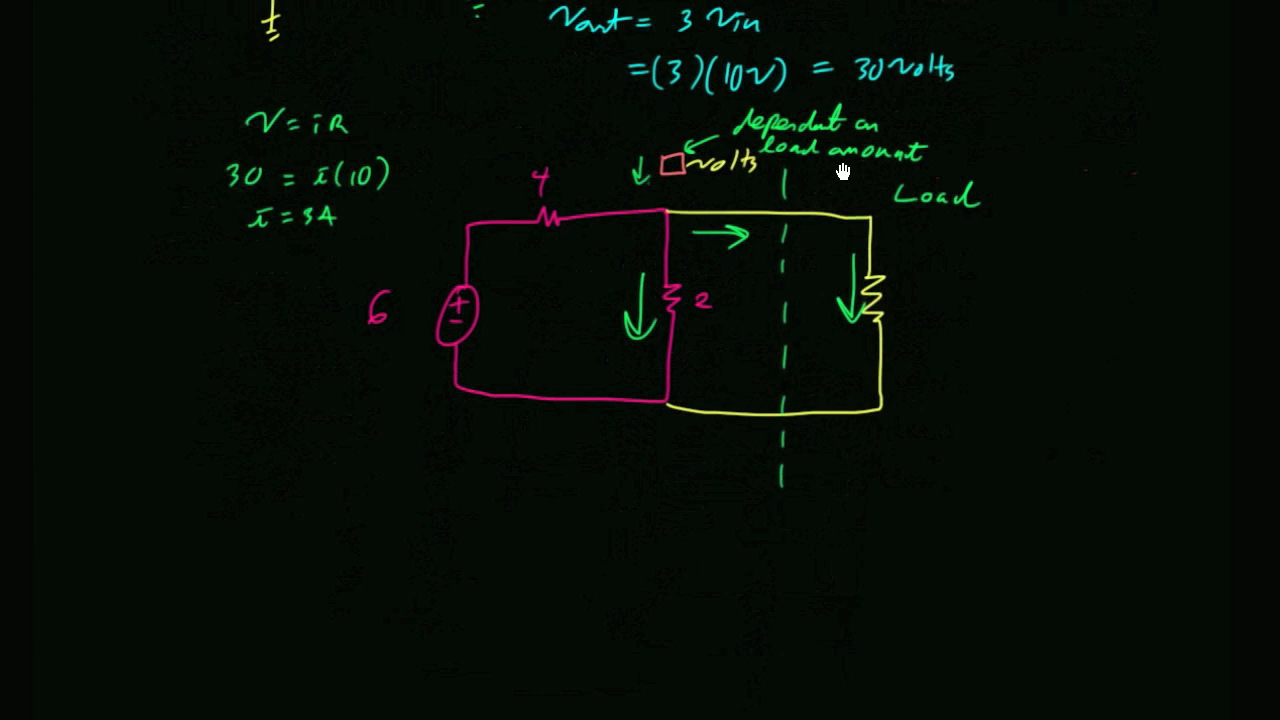 Vout = 3 Vin
= (3)(10V) = 30 volts
V = iR
30 = i(10)
i = 3A
dependent on
load amount
volts
Load
4
6
+
-
2